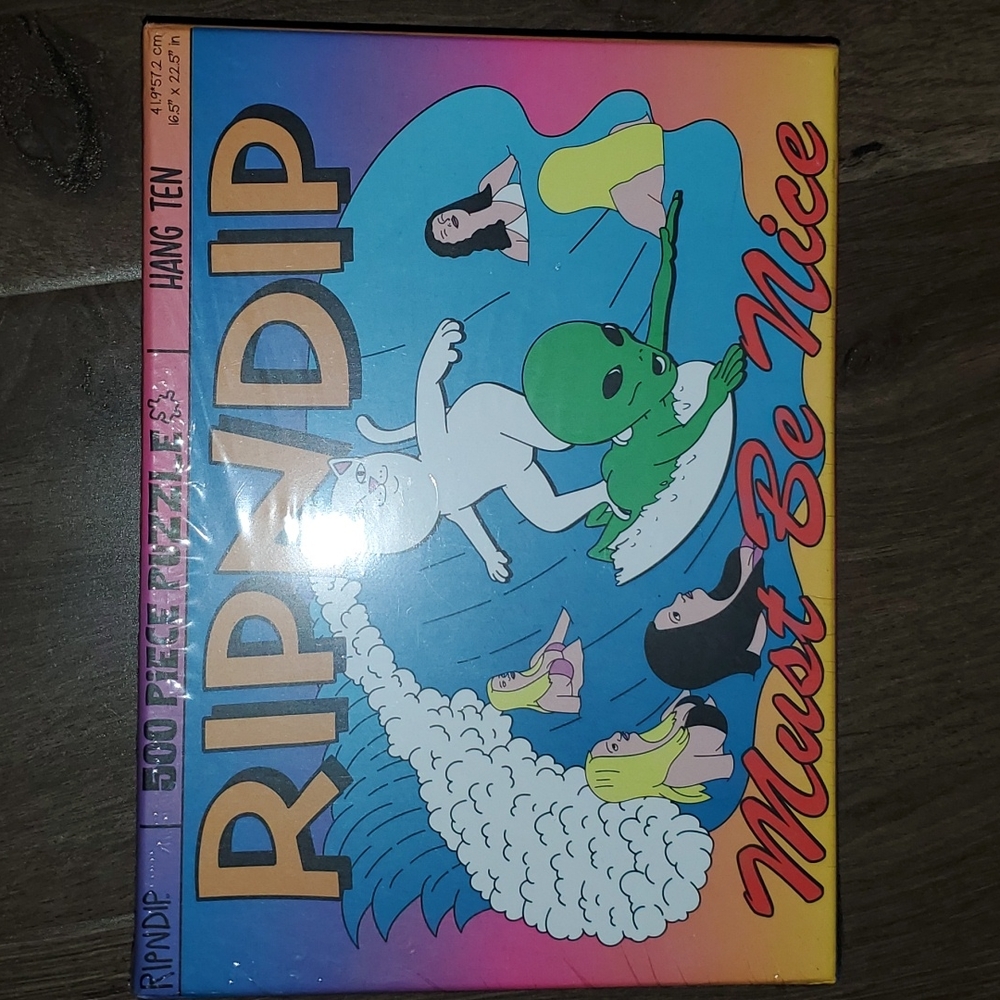 RIPNDIP
500 PIECE PUZZLE
HANG TEN
41.9*57.2 cm
16.5" x 22.5" in
RIPNDIP
Must Be Nice